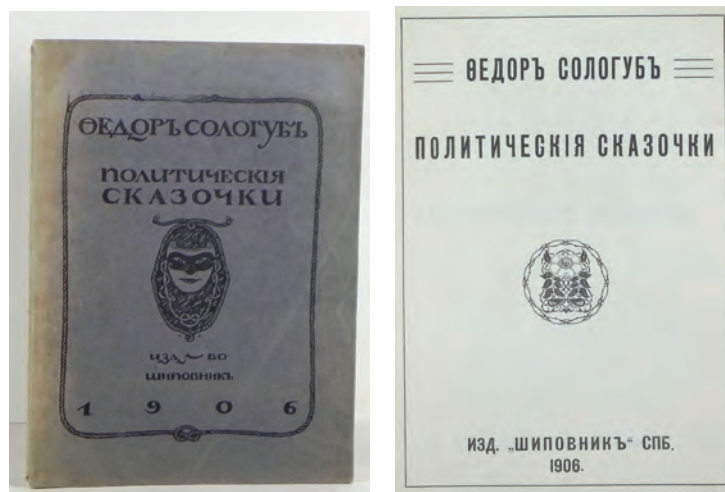 ѲЕДОРЪ СОЛОГУБЪ
ПОЛИТИЧЕСКІЯ
СКАЗОЧКИ
ИЗД~ВО
ШИПОВНИКЪ
1906
ѲЕДОРЪ СОЛОГУБЪ
ПОЛИТИЧЕСКІЯ СКАЗОЧКИ
ИЗД. „ШИПОВНИКЪ“ СПБ.
1906.